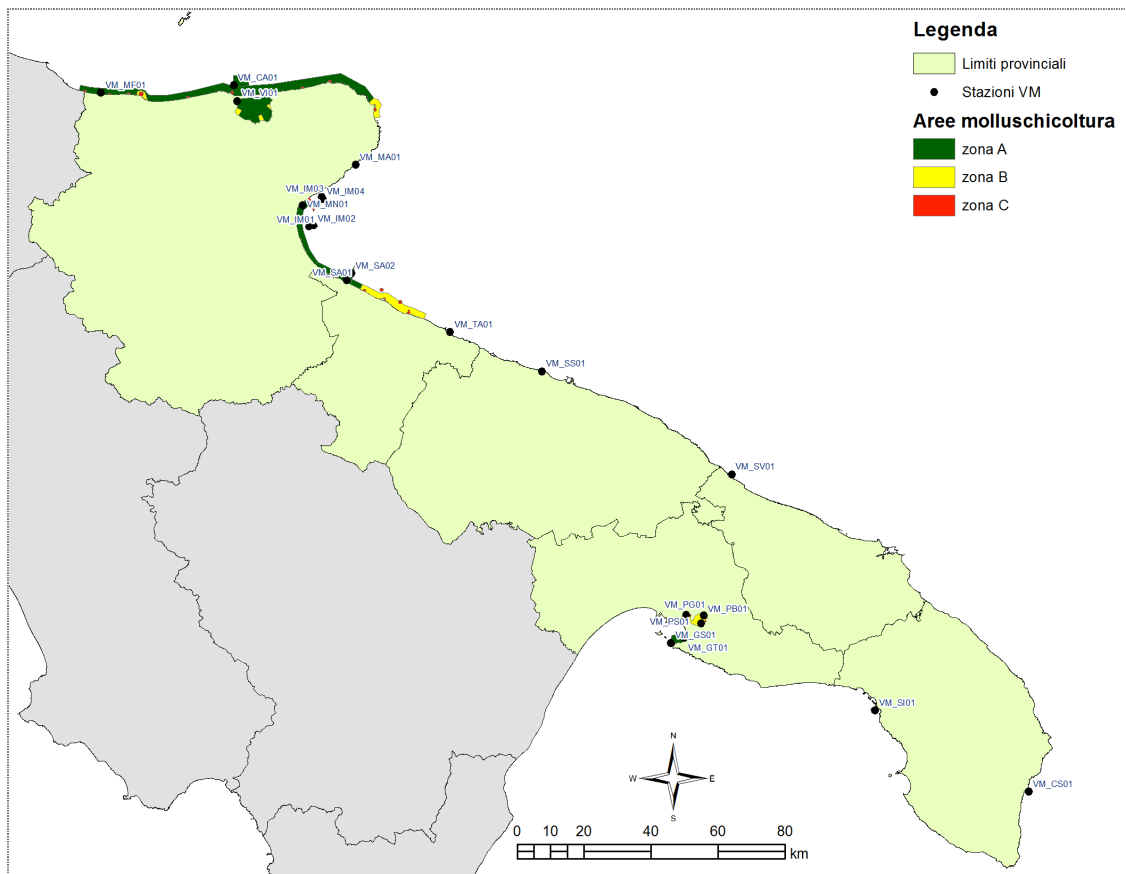 Legenda
Limiti provinciali
Stazioni VM
Aree molluschicoltura
zona A
zona B
zona C
VM_MF01
VM_CA01
VM_VI01
VM_MA01
VM_IM03
VM_IM04
VM_MN01
VM_IM01
VM_IM02
VM_SA02
VM_SA01
VM_TA01
VM_SS01
VM_SV01
VM_PG01
VM_PB01
VM_PS01
VM_GS01
VM_GT01
VM_SI01
VM_CS01
N
W
E
S
0 10 20 40 60 80
km